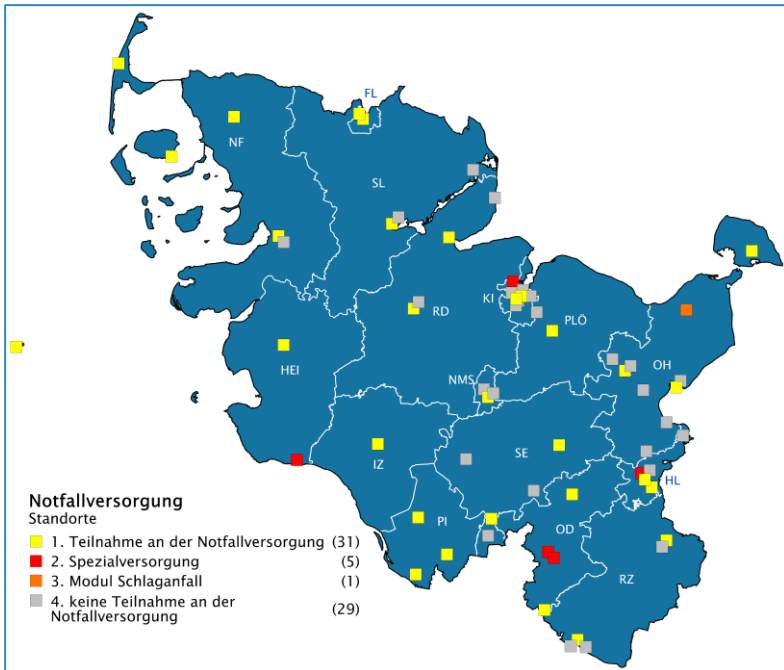 FL
NF
SL
KI
RD
PLÖ
OH
HEI
NMS
SE
IZ
HL
PI
OD
RZ
Notfallversorgung
Standorte
1. Teilnahme an der Notfallversorgung (31)
2. Spezialversorgung (5)
3. Modul Schlaganfall (1)
4. keine Teilnahme an der (29)
Notfallversorgung